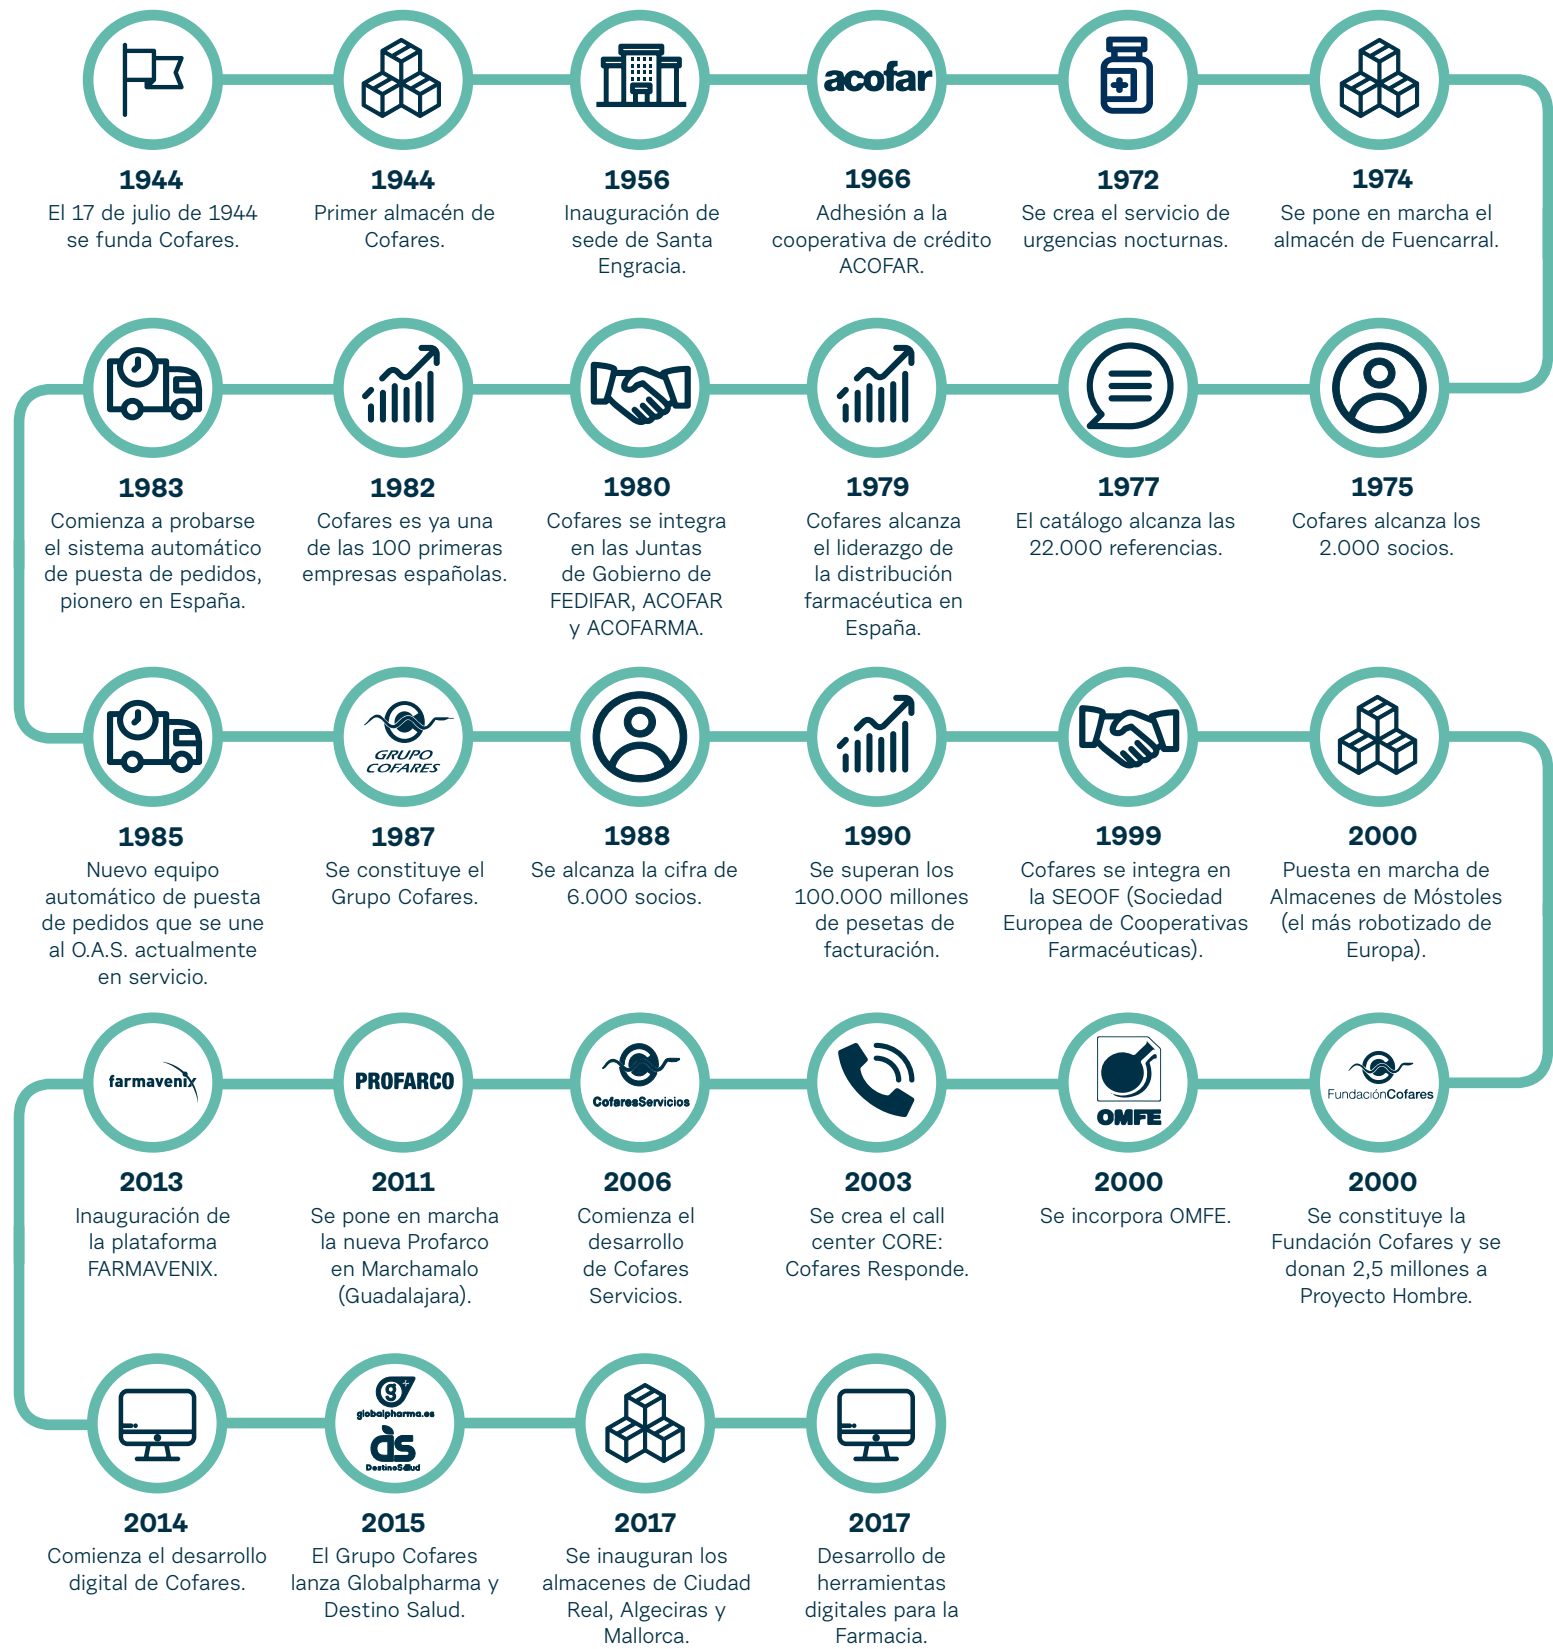 acofar
1944
El 17 de julio de 1944
se funda Cofares.
1944
Primer almacén de
Cofares.
1956
Inauguración de
sede de Santa
Engracia.
1966
Adhesión a la
cooperativa de crédito
ACOFAR.
1972
Se crea el servicio de
urgencias nocturnas.
1974
Se pone en marcha el
almacén de Fuencarral.
1983
Comienza a probarse
el sistema automático
de puesta de pedidos,
pionero en España.
1982
Cofares es ya una
de las 100 primeras
empresas españolas.
1980
Cofares se integra
en las Juntas
de Gobierno de
FEDIFAR, ACOFAR
y ACOFARMA.
1979
Cofares alcanza
el liderazgo de
la distribución
farmacéutica en
España.
1977
El catálogo alcanza las
22.000 referencias.
1975
Cofares alcanza los
2.000 socios.
GRUPO
COFARES
1985
Nuevo equipo
automático de puesta
de pedidos que se une
al O.A.S. actualmente
en servicio.
1987
Se constituye el
Grupo Cofares.
1988
Se alcanza la cifra de
6.000 socios.
1990
Se superan los
100.000 millones
de pesetas de
facturación.
1999
Cofares se integra en
la SEOOF (Sociedad
Europea de Cooperativas
Farmacéuticas).
2000
Puesta en marcha de
Almacenes de Móstoles
(el más robotizado de
Europa).
farmavenix
PROFARCO
CofaresServicios
OMFE
FundaciónCofares
2013
Inauguración de
la plataforma
FARMAVENIX.
2011
Se pone en marcha
la nueva Profarco
en Marchamalo
(Guadalajara).
2006
Comienza el
desarrollo
de Cofares
Servicios.
2003
Se crea el call
center CORE:
Cofares Responde.
2000
Se incorpora OMFE.
2000
Se constituye la
Fundación Cofares y se
donan 2,5 millones a
Proyecto Hombre.
g
globalpharma.es
ds
DestinoSalud
2014
Comienza el desarrollo
digital de Cofares.
2015
El Grupo Cofares
lanza Globalpharma y
Destino Salud.
2017
Se inauguran los
almacenes de Ciudad
Real, Algeciras y
Mallorca.
2017
Desarrollo de
herramientas
digitales para la
Farmacia.